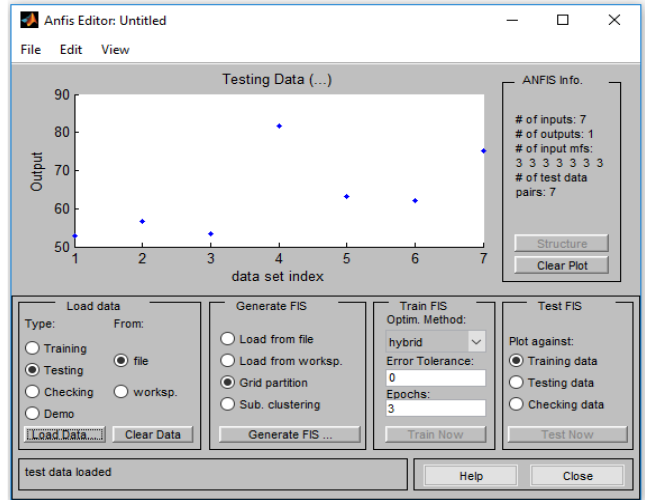 Anfis Editor: Untitled
File Edit View
Testing Data (...)
90
80
70
60
50
Output
1 2 3 4 5 6 7
data set index
ANFIS Info.
# of inputs: 7
# of outputs: 1
# of input mfs:
3 3 3 3 3 3 3
# of test data
pairs: 7
Structure
Clear Plot
Load data
Type: From:
Training
Testing
Checking
Demo
file
worksp.
Load Data... Clear Data
Generate FIS
Load from file
Load from worksp.
Grid partition
Sub. clustering
Generate FIS ...
Train FIS
Optim. Method:
hybrid
Error Tolerance:
0
Epochs:
3
Train Now
Test FIS
Plot against:
Training data
Testing data
Checking data
Test Now
test data loaded
Help Close